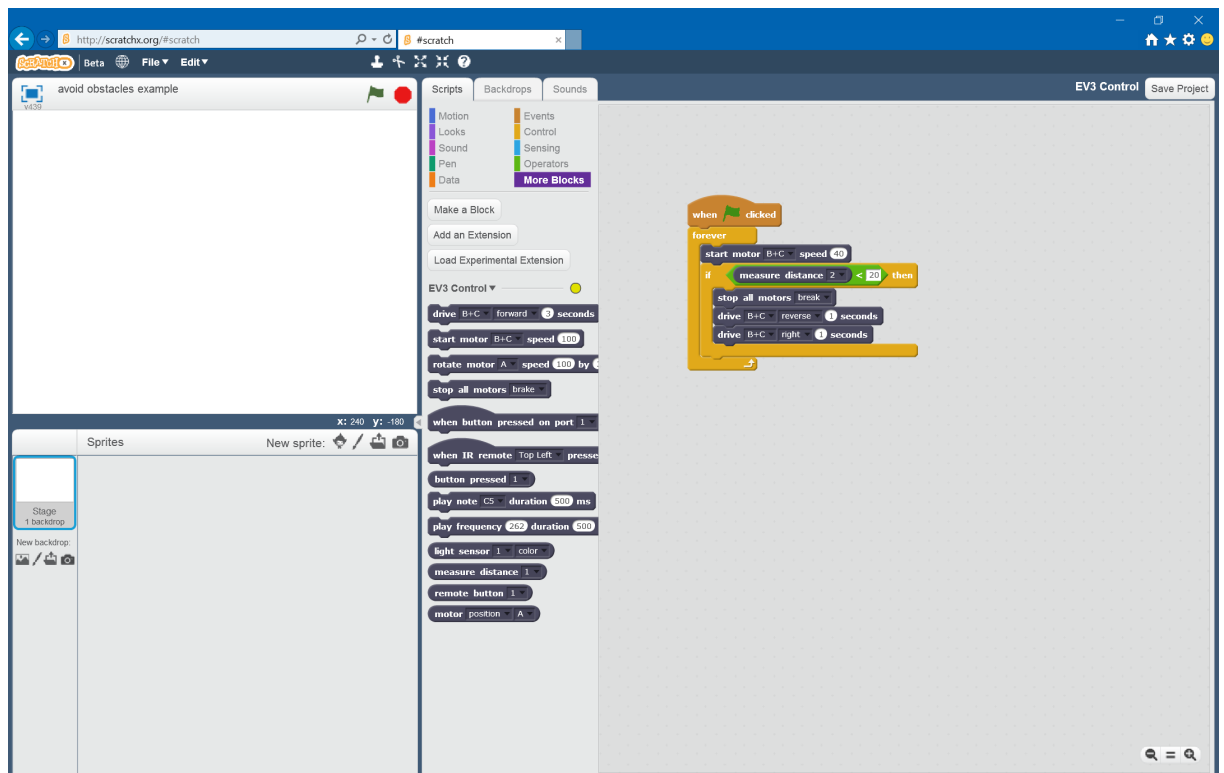 http://scratchx.org/#scratch
#scratch
SCRATCHX
Beta
File
Edit
v439
avoid obstacles example
Scripts
Backdrops
Sounds
EV3 Control
Save Project
Motion
Events
Looks
Control
Sound
Sensing
Pen
Operators
Data
More Blocks
Make a Block
Add an Extension
Load Experimental Extension
EV3 Control
drive B+C forward 3 seconds
start motor B+C speed 100
rotate motor A speed 100 by
stop all motors brake
when button pressed on port 1
when IR remote Top Left presse
button pressed 1
play note C5 duration 500 ms
play frequency 262 duration 500
light sensor 1 color
measure distance 1
remote button 1
motor position A
when clicked
forever
start motor B+C speed 40
if measure distance 2 < 20 then
stop all motors break
drive B+C reverse 1 seconds
drive B+C right 1 seconds
x: 240 y: -180
Sprites
New sprite:
Stage
1 backdrop
New backdrop: